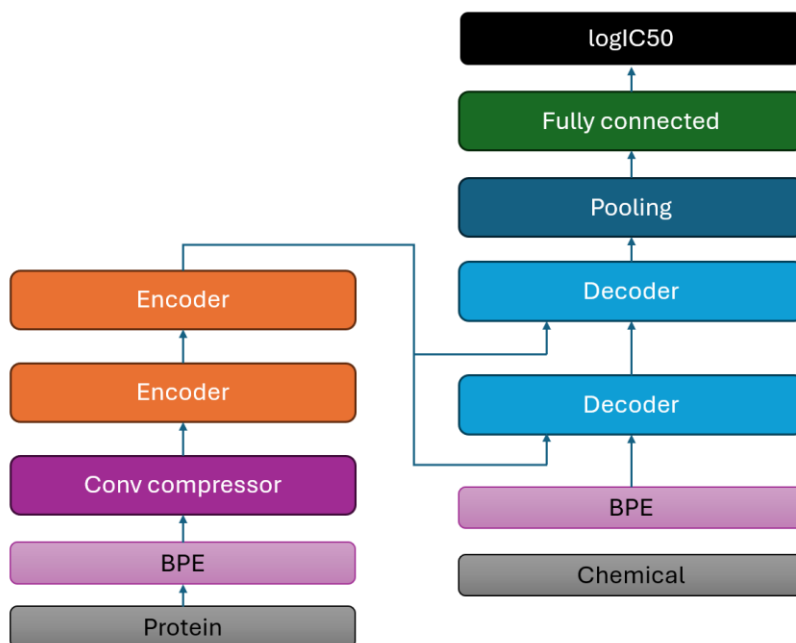 logIC50
Fully connected
Pooling
Encoder
Decoder
Encoder
Decoder
Conv compressor
BPE
BPE
Chemical
Protein